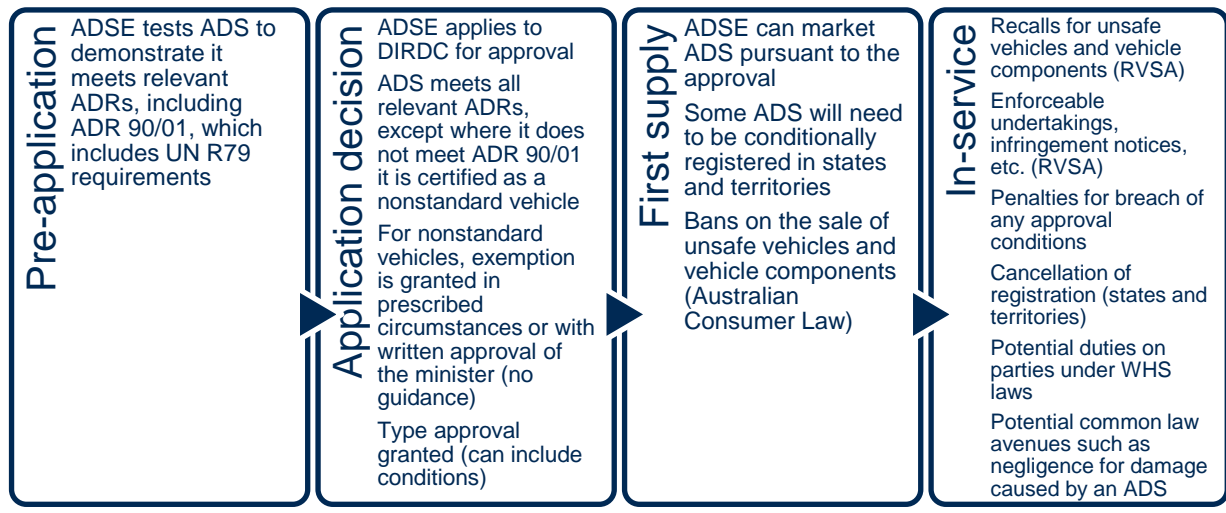 Pre-application
ADSE tests ADS to
demonstrate it
meets relevant
ADRs, including
ADR 90/01, which
includes UN R79
requirements
Application decision
ADSE applies to
DIRDC for approval
ADS meets all
relevant ADRs,
except where it does
not meet ADR 90/01
it is certified as a
nonstandard vehicle
For nonstandard
vehicles, exemption
is granted in
prescribed
circumstances or with
written approval of
the minister (no
guidance)
Type approval
granted (can include
conditions)
First supply
ADSE can market
ADS pursuant to the
approval
Some ADS will need
to be conditionally
registered in states
and territories
Bans on the sale of
unsafe vehicles and
vehicle components
(Australian
Consumer Law)
In-service
Recalls for unsafe
vehicles and vehicle
components (RVSA)
Enforceable
undertakings,
infringement notices,
etc. (RVSA)
Penalties for breach of
any approval
conditions
Cancellation of
registration (states and
territories)
Potential duties on
parties under WHS
laws
Potential common law
avenues such as
negligence for damage
caused by an ADS